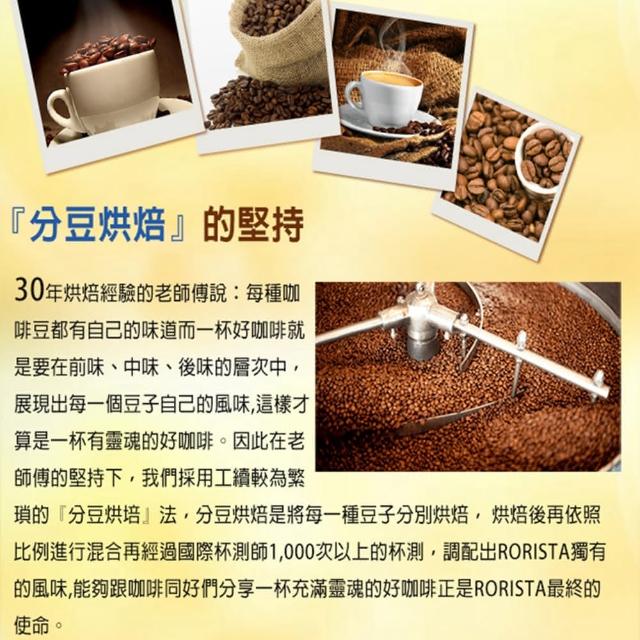 『分豆烘焙』的堅持
30年烘焙經驗的老師傅說：每種咖
啡豆都有自己的味道而一杯好咖啡就
是要在前味、中味、後味的層次中，
展現出每一個豆子自己的風味,這樣才
算是一杯有靈魂的好咖啡。因此在老
師傅的堅持下，我們採用工續較為繁
瑣的『分豆烘培』法，分豆烘焙是將每一種豆子分別烘焙， 烘焙後再依照
比例進行混合再經過國際杯測師1,000次以上的杯測，調配出RORISTA獨有
的風味,能夠跟咖啡同好們分享一杯充滿靈魂的好咖啡正是RORISTA最終的
使命。